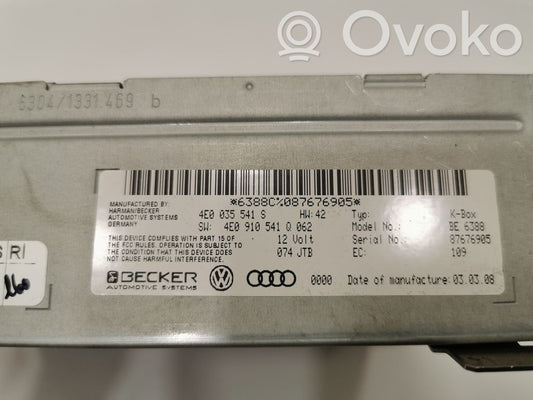 Ovoko
6304/1331.469 b
*6388C%087676905*
MANUFACTURED BY:
HARMAN/BECKER
AUTOMOTIVE SYSTEMS
GERMANY
4E0 035 541 S HW:42 Typ: K-Box
SW: 4E0 910 541 Q 062 Model No.: BE 6388
THIS DEVICE COMPLIES WITH PART 15 OF
THE FCC RULES. OPERATION IS SUBJECT TO
THE CONDITION THAT THIS DEVICE DOES NOT
CAUSE HARMFUL INTERFERENCE.
12 Volt Serial No.: 87676905
074 JTB EC: 109
BECKER
AUTOMOTIVE SYSTEMS
0000 Date of manufacture: 03.03.08
S RI